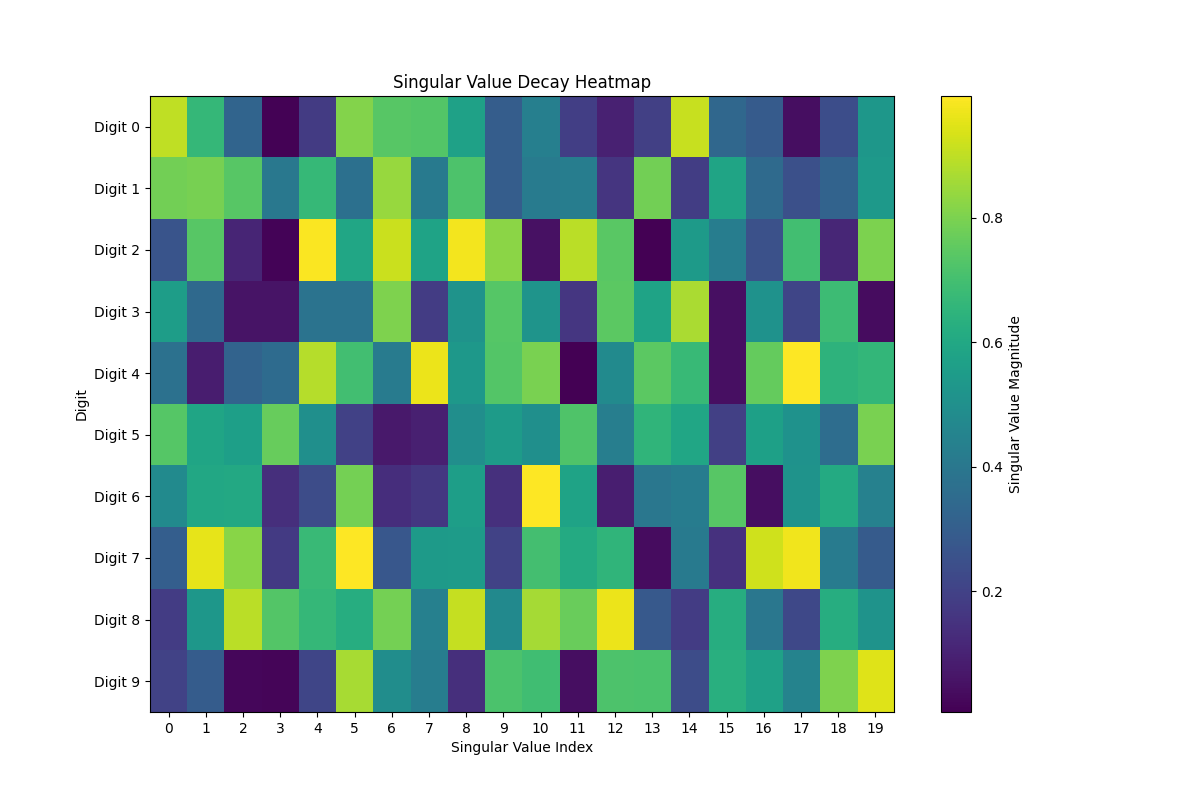 Singular Value Decay Heatmap
Digit
Digit 0
Digit 1
Digit 2
Digit 3
Digit 4
Digit 5
Digit 6
Digit 7
Digit 8
Digit 9
0 1 2 3 4 5 6 7 8 9 10 11 12 13 14 15 16 17 18 19
Singular Value Index
0.8
0.6
0.4
0.2
Singular Value Magnitude